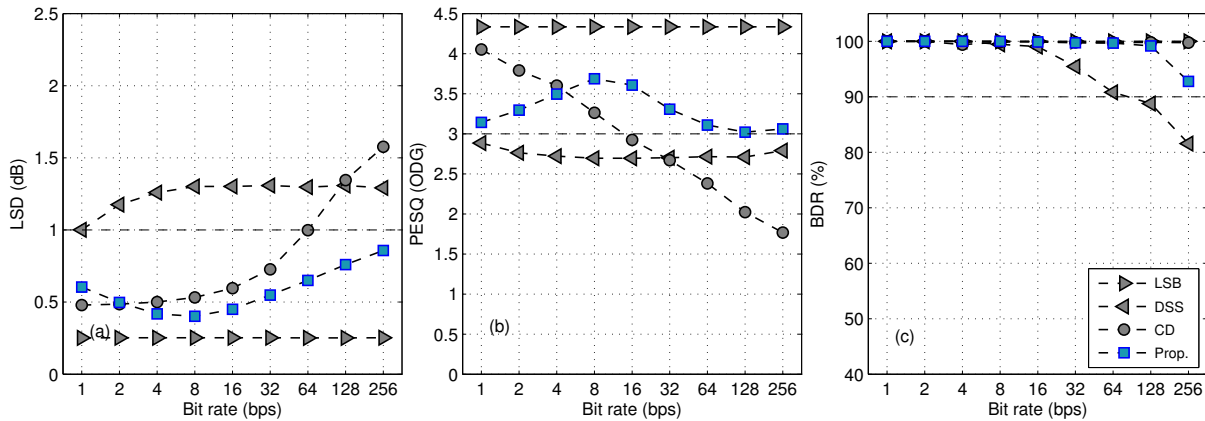 2.5
2
1.5
1
0.5
0
LSD (dB)
(a)
1 2 4 8 16 32 64 128 256
Bit rate (bps)
4.5
4
3.5
3
2.5
2
1.5
1
0.5
0
PESQ (ODG)
(b)
1 2 4 8 16 32 64 128 256
Bit rate (bps)
100
90
80
70
60
50
40
BDR (%)
(c)
LSB
DSS
CD
Prop.
1 2 4 8 16 32 64 128 256
Bit rate (bps)